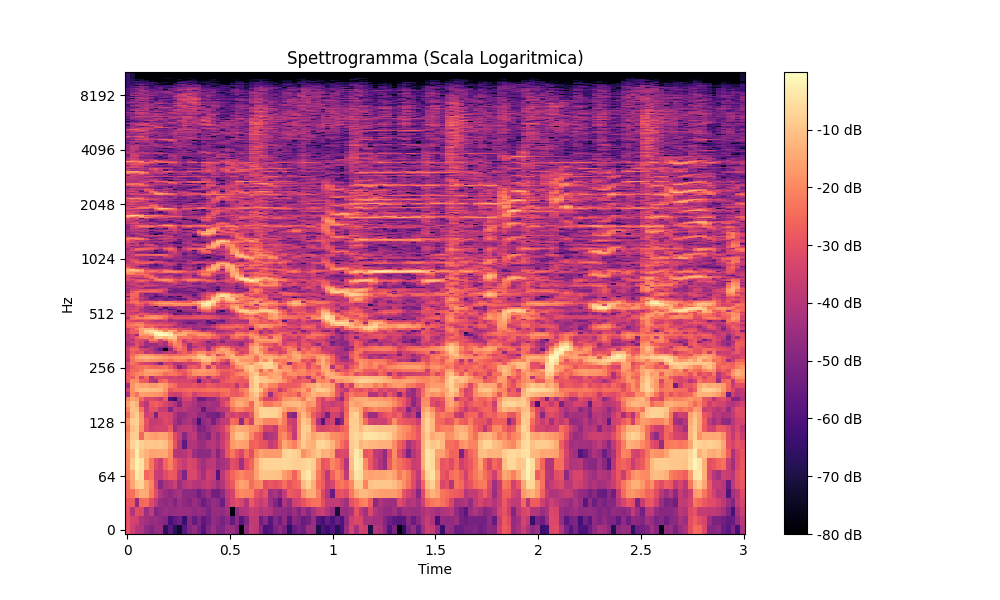 Spettrogramma (Scala Logaritmica)
8192
4096
2048
1024
512
256
128
64
0
Hz
0
0.5
1
1.5
2
2.5
3
Time
-10 dB
-20 dB
-30 dB
-40 dB
-50 dB
-60 dB
-70 dB
-80 dB